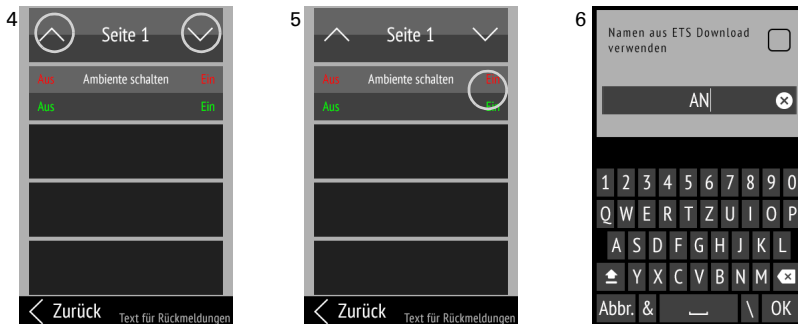 4
Seite 1
Aus Ambiente schalten Ein
Aus Ein
Zurück Text für Rückmeldungen
5
Seite 1
Aus Ambiente schalten Ein
Aus Ein
Zurück Text für Rückmeldungen
6
Namen aus ETS Download
verwenden
AN
1 2 3 4 5 6 7 8 9 0
Q W E R T Z U I O P
A S D F G H J K L
Y X C V B N M
Abbr. & \ OK